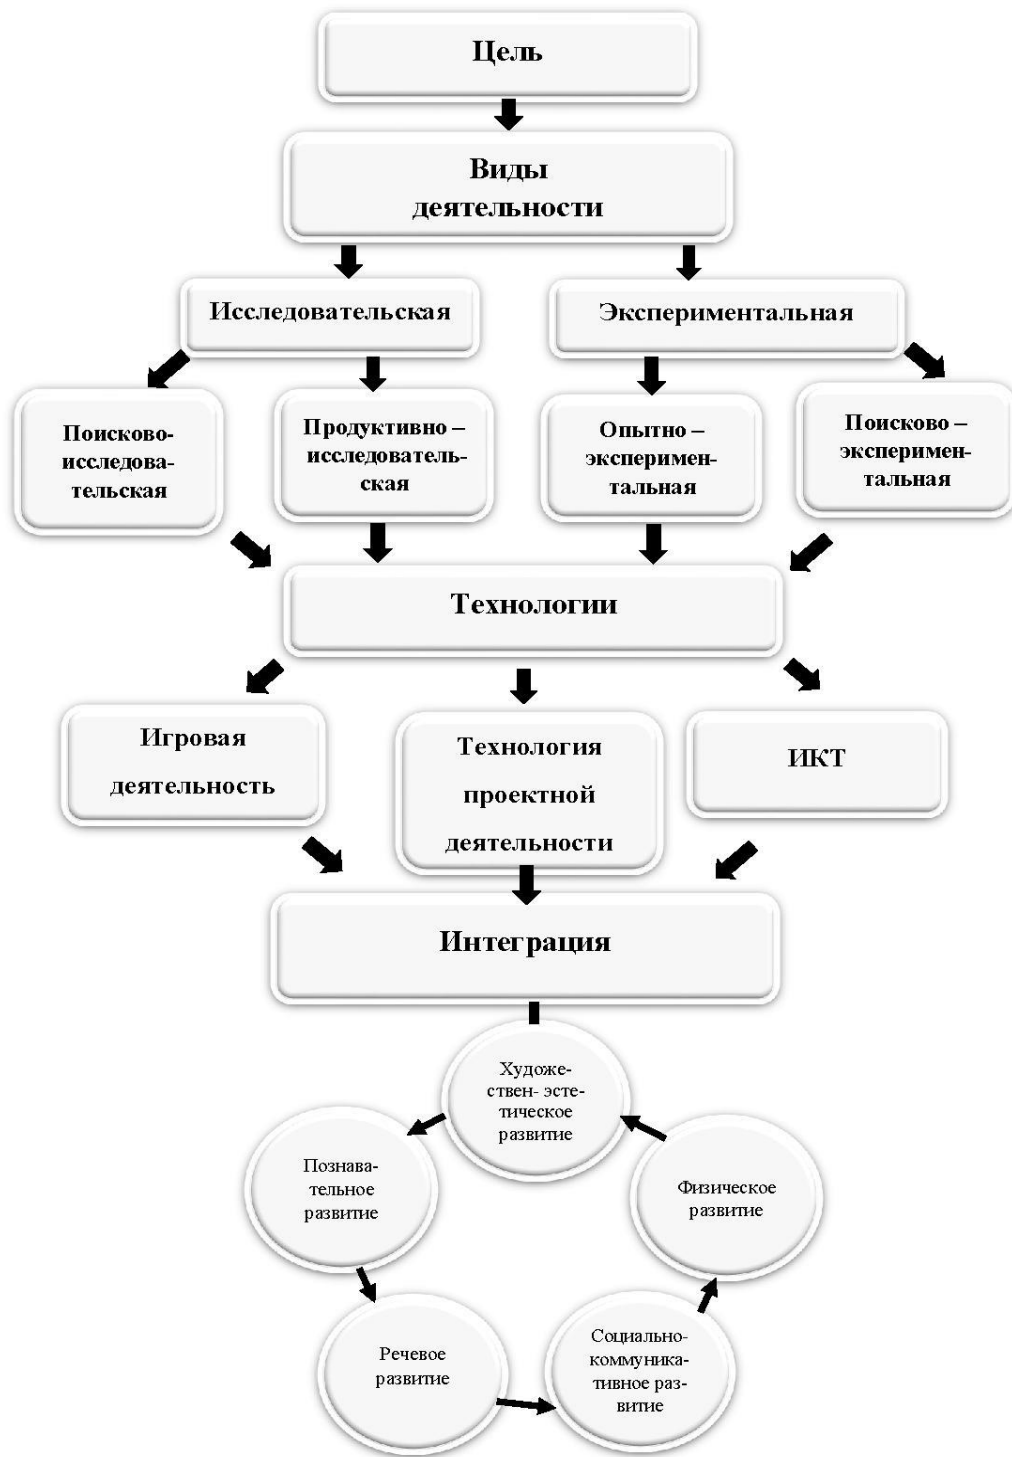 Цель
Виды
деятельности
Исследовательская
Экспериментальная
Поисково-
исследова-
тельская
Продуктивно –
исследователь-
ская
Опытно –
эксперимен-
тальная
Поисково –
эксперимен-
тальная
Технологии
Игровая
деятельность
Технология
проектной
деятельности
ИКТ
Интеграция
Художе-
ствен- эсте-
тическое
развитие
Познава-
тельное
развитие
Физическое
развитие
Речевое
развитие
Социально-
коммуника-
тивное раз-
витие